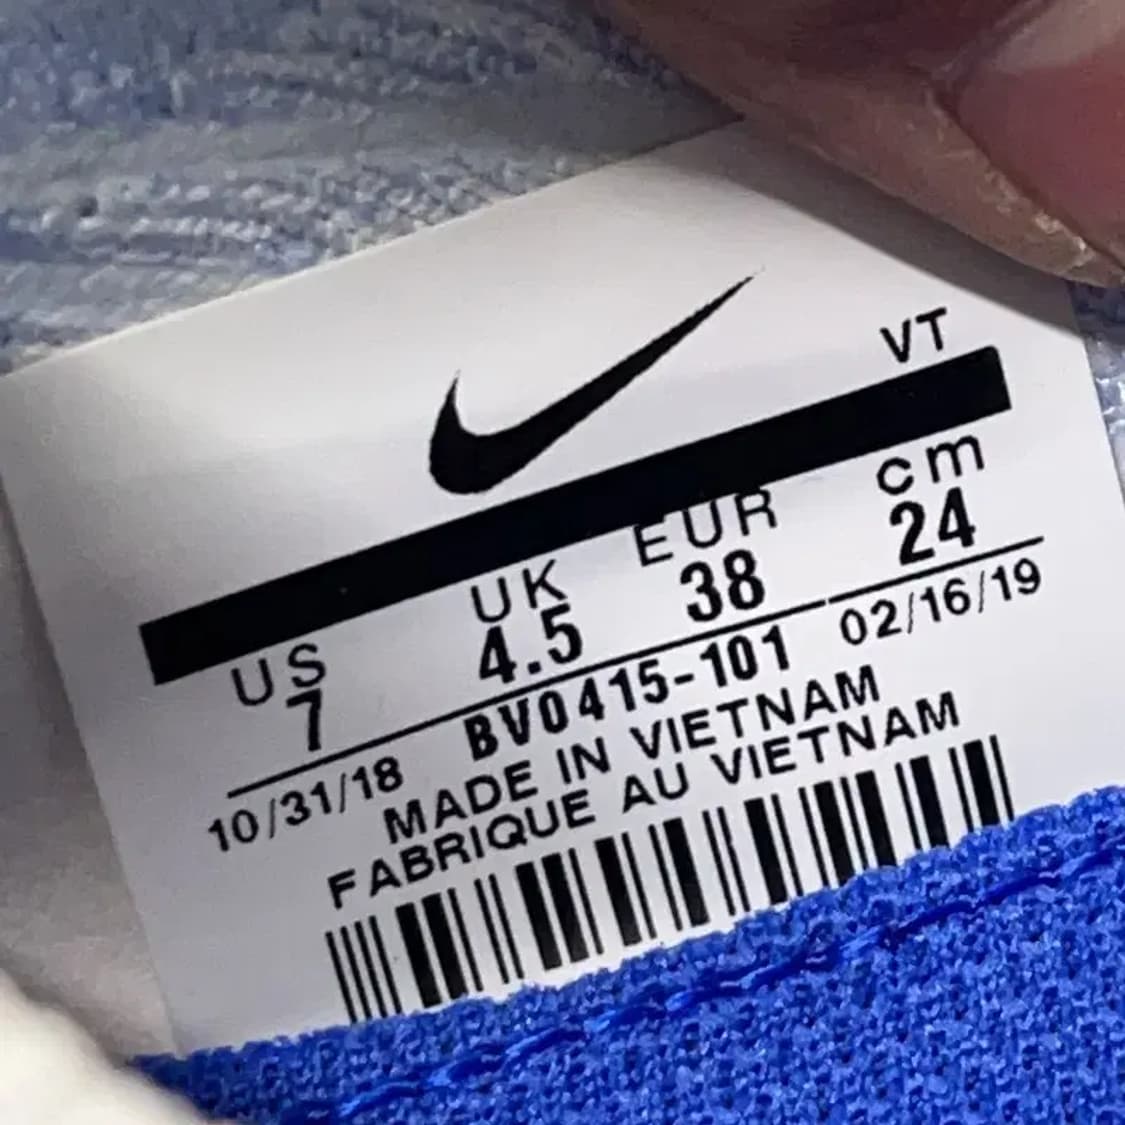 VT
US UK EUR cm
7 4.5 38 24
10/31/18 BV0415-101 02/16/19
MADE IN VIETNAM
FABRIQUE AU VIETNAM